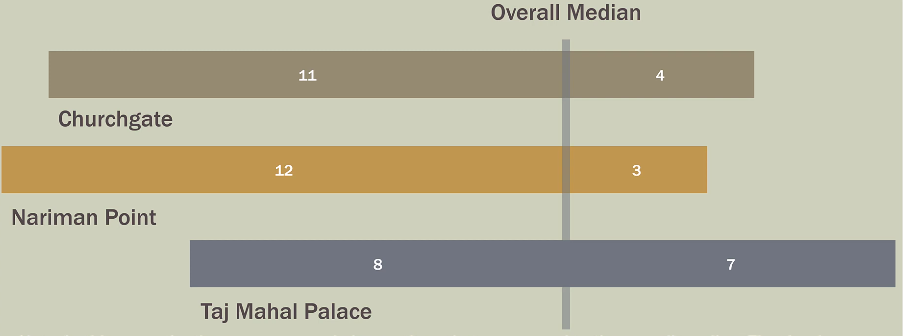 Overall Median
11 4
Churchgate
12 3
Nariman Point
8 7
Taj Mahal Palace